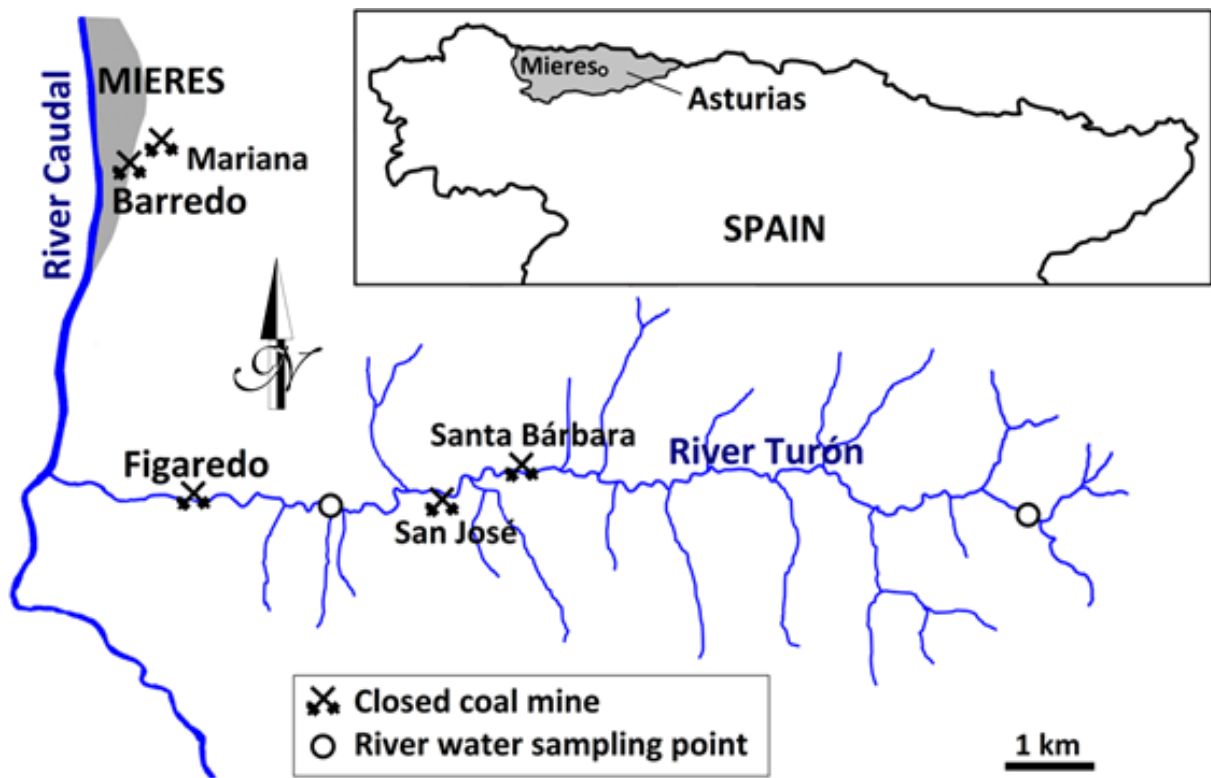 MIERES
River Caudal
Mariana
Barredo
Mieres
Asturias
SPAIN
N
Santa Bárbara
River Turón
Figaredo
San José
Closed coal mine
River water sampling point
1 km